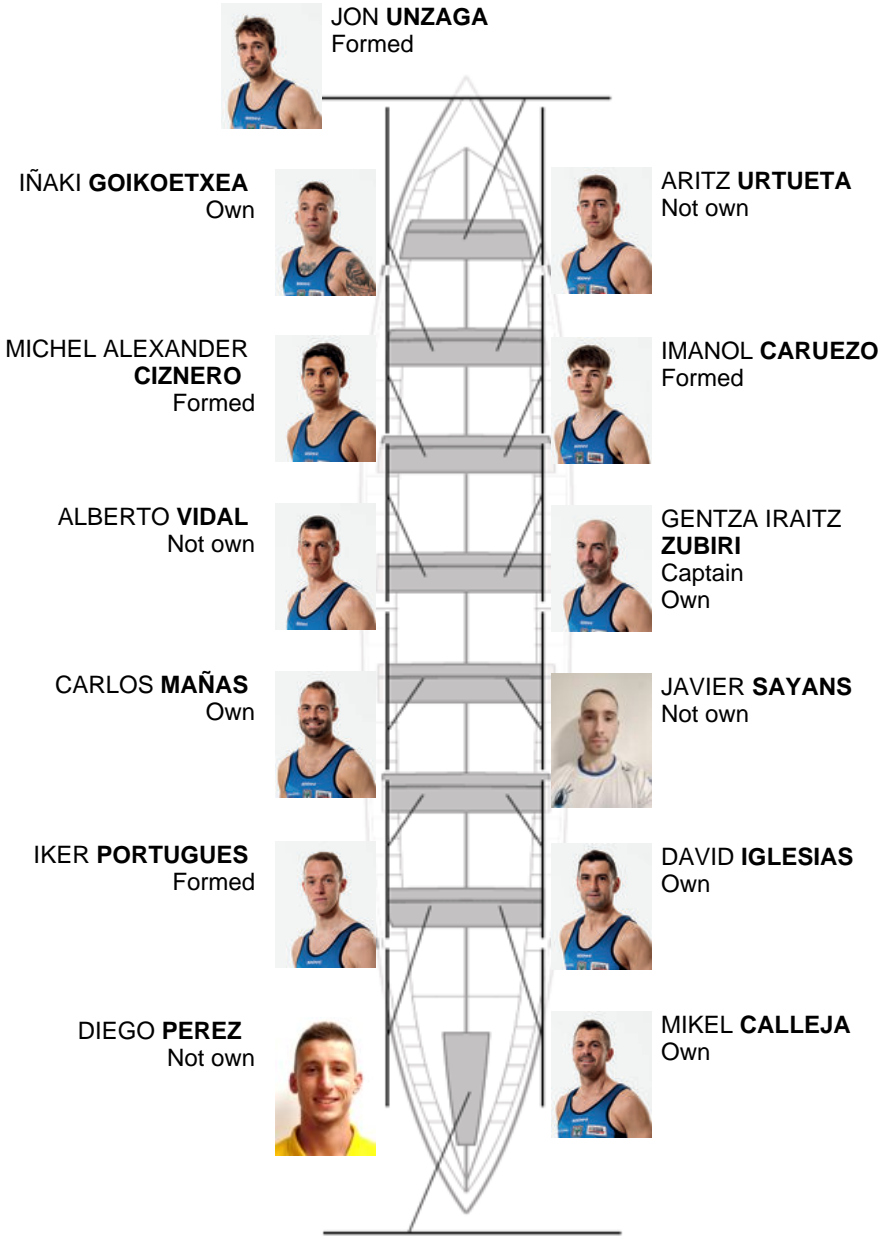 JON UNZAGA
Formed
IÑAKI GOIKOETXEA
Own
ARITZ URTUETA
Not own
MICHEL ALEXANDER
CIZNERO
Formed
IMANOL CARUEZO
Formed
ALBERTO VIDAL
Not own
GENTZA IRAITZ
ZUBIRI
Captain
Own
CARLOS MAÑAS
Own
JAVIER SAYANS
Not own
IKER PORTUGUES
Formed
DAVID IGLESIAS
Own
DIEGO PEREZ
Not own
MIKEL CALLEJA
Own